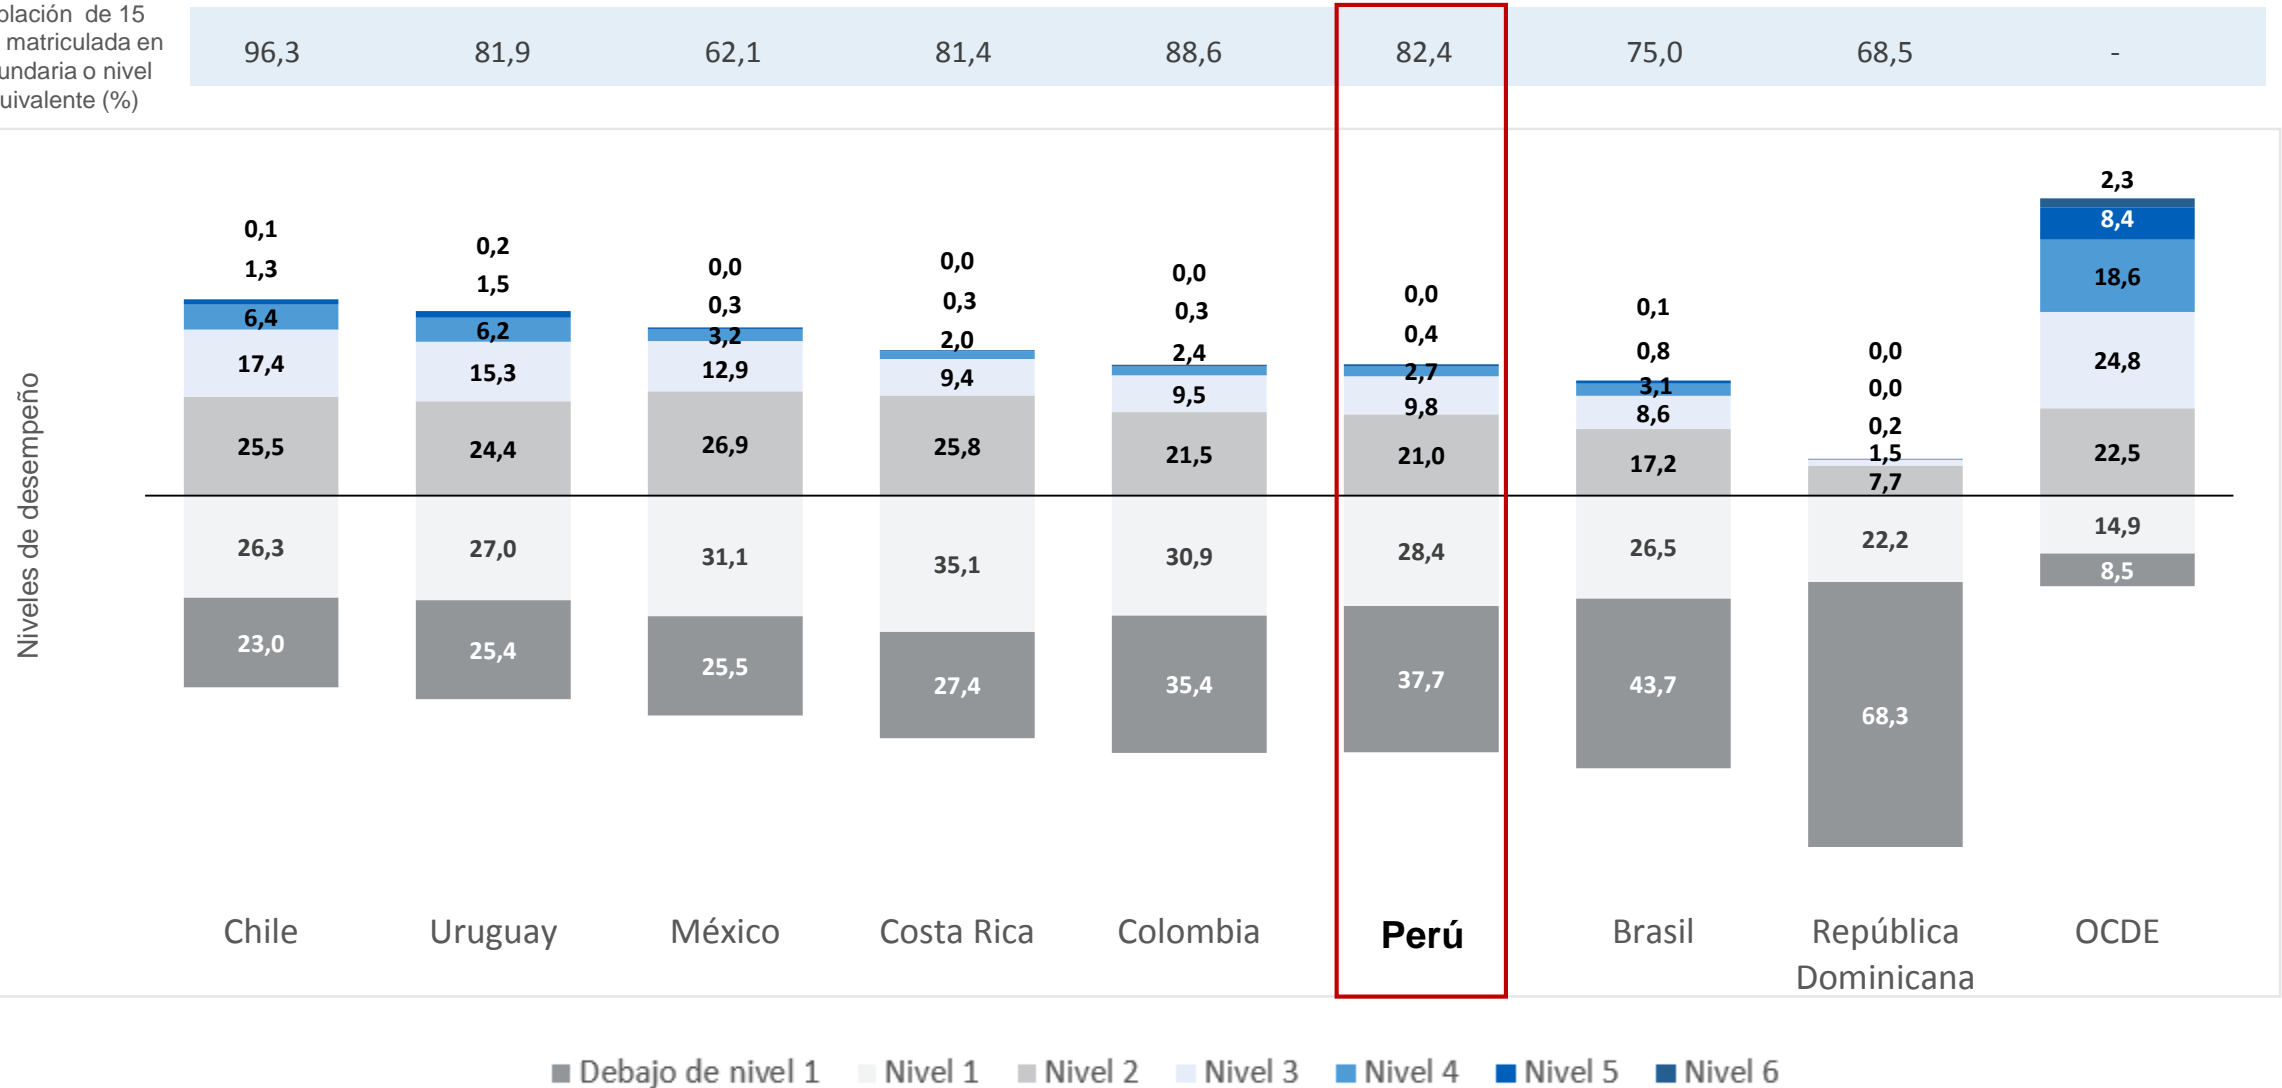 de 15
matriculada en
o nivel
(%)
96,3 81,9 62,1 81,4 88,6 82,4 75,0 68,5 -
Niveles de desempeño
0,1 0,2 0,0 0,0 0,0 0,0 0,1 0,0 2,3
1,3 1,5 0,3 0,3 0,3 0,4 0,8 0,0 8,4
6,4 6,2 3,2 2,0 2,4 2,7 3,1 0,2 18,6
17,4 15,3 12,9 9,4 9,5 9,8 8,6 1,5 24,8
25,5 24,4 26,9 25,8 21,5 21,0 17,2 7,7 22,5
26,3 27,0 31,1 35,1 30,9 28,4 26,5 22,2 14,9
23,0 25,4 25,5 27,4 35,4 37,7 43,7 68,3 8,5
Chile Uruguay México Costa Rica Colombia Perú Brasil República OCDE
Dominicana
Debajo de nivel 1 Nivel 1 Nivel 2 Nivel 3 Nivel 4 Nivel 5 Nivel 6